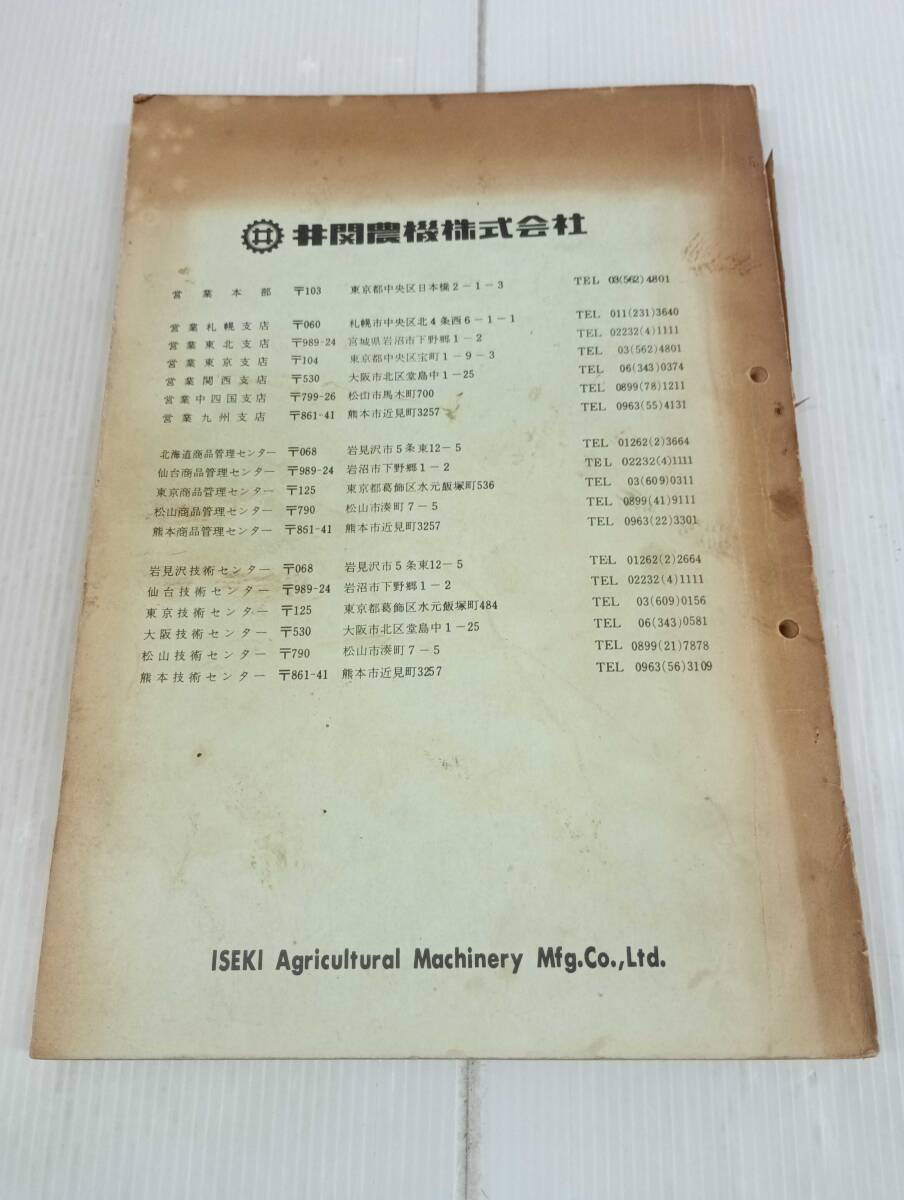 井関農機株式会社
営業本部 〒103 東京都中央区日本橋2-1-3 TEL 03(562)4801
営業札幌支店 〒060 札幌市中央区北4条西6-1-1 TEL 011(231)3640
営業東北支店 〒989-24 宮城県岩沼市下野郷1-2 TEL 02232(4)1111
営業東京支店 〒104 東京都中央区宝町1-9-3 TEL 03(562)4801
営業関西支店 〒530 大阪市北区堂島中1-25 TEL 06(343)0374
営業中四国支店 〒799-26 松山市馬木町700 TEL 0899(78)1211
営業九州支店 〒861-41 熊本市近見町3257 TEL 0963(55)4131
北海道商品管理センター 〒068 岩見沢市5条東12-5 TEL 01262(2)3664
仙台商品管理センター 〒989-24 岩沼市下野郷1-2 TEL 02232(4)1111
東京商品管理センター 〒125 東京都葛飾区水元飯塚町536 TEL 03(609)0311
松山商品管理センター 〒790 松山市湊町7-5 TEL 0899(41)9111
熊本商品管理センター 〒861-41 熊本市近見町3257 TEL 0963(22)3301
岩見沢技術センター 〒068 岩見沢市5条東12-5 TEL 01262(2)2664
仙台技術センター 〒989-24 岩沼市下野郷1-2 TEL 02232(4)1111
東京技術センター 〒125 東京都葛飾区水元飯塚町484 TEL 03(609)0156
大阪技術センター 〒530 大阪市北区堂島中1-25 TEL 06(343)0581
松山技術センター 〒790 松山市湊町7-5 TEL 0899(21)7878
熊本技術センター 〒861-41 熊本市近見町3257 TEL 0963(56)3109
ISEKI Agricultural Machinery Mfg.Co.,Ltd.